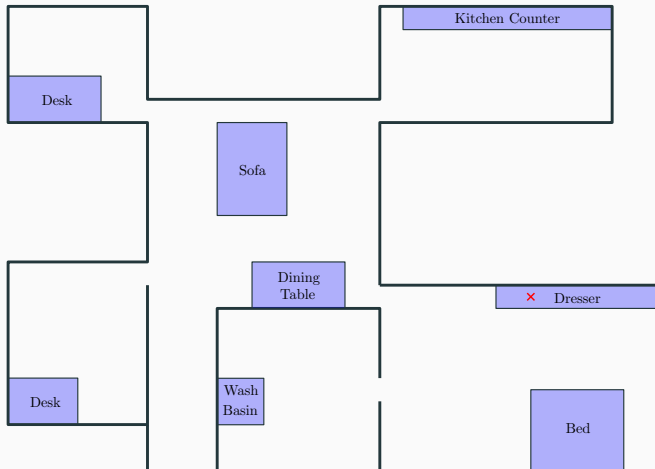 Kitchen Counter
Desk
Sofa
Dining
Table
Dresser
Desk
Wash
Basin
Bed